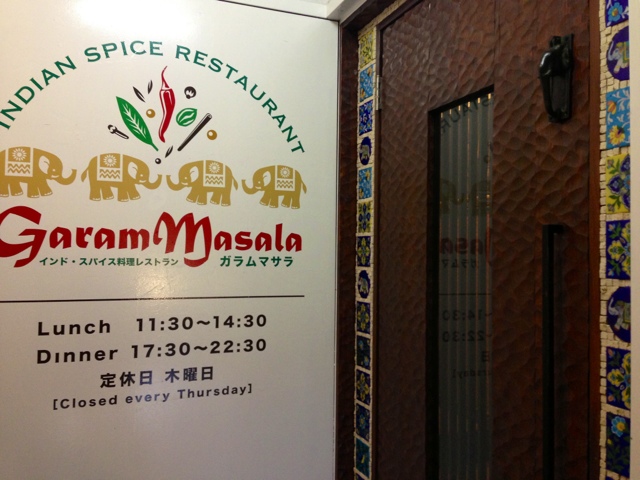 INDIAN SPICE RESTAURANT
Garam Masala
インド・スパイス料理レストラン ガラムマサラ
Lunch 11:30〜14:30
Dinner 17:30〜22:30
定休日 木曜日
[Closed every Thursday]